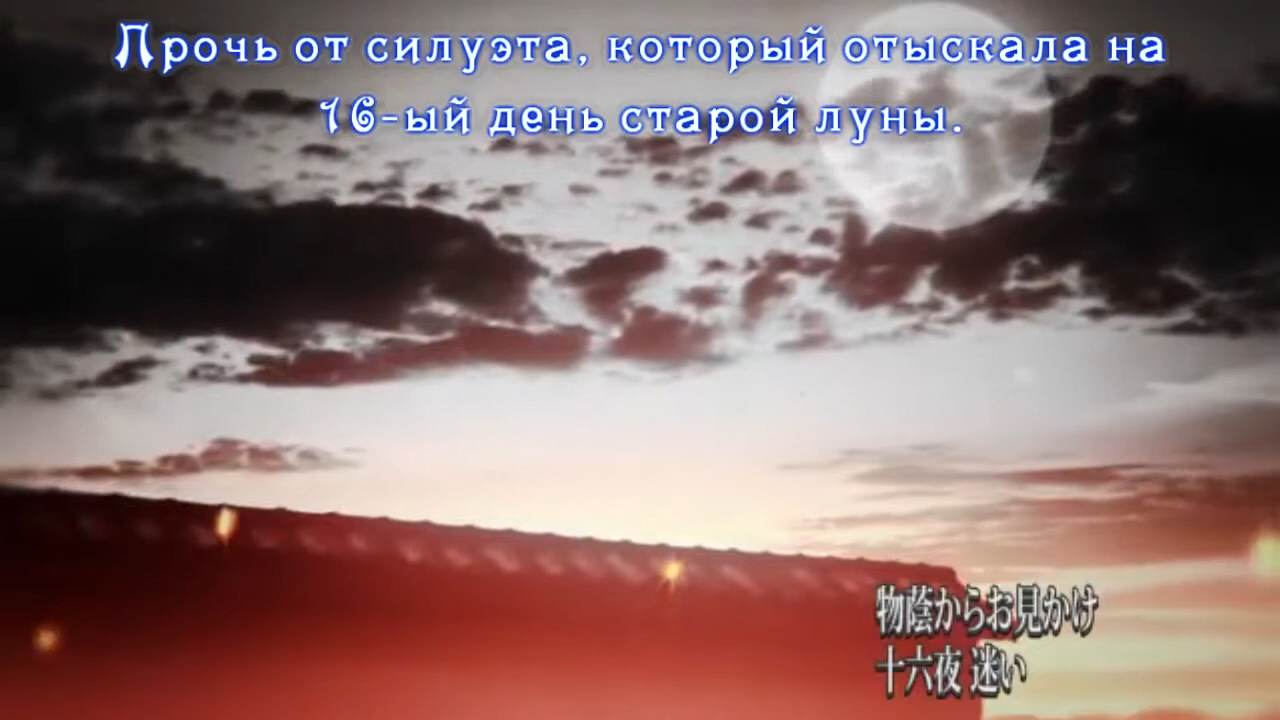 Прочь от силуэта, который отыскала на
16-ый день старой луны.
物蔭からお見かけ
十六夜 迷い